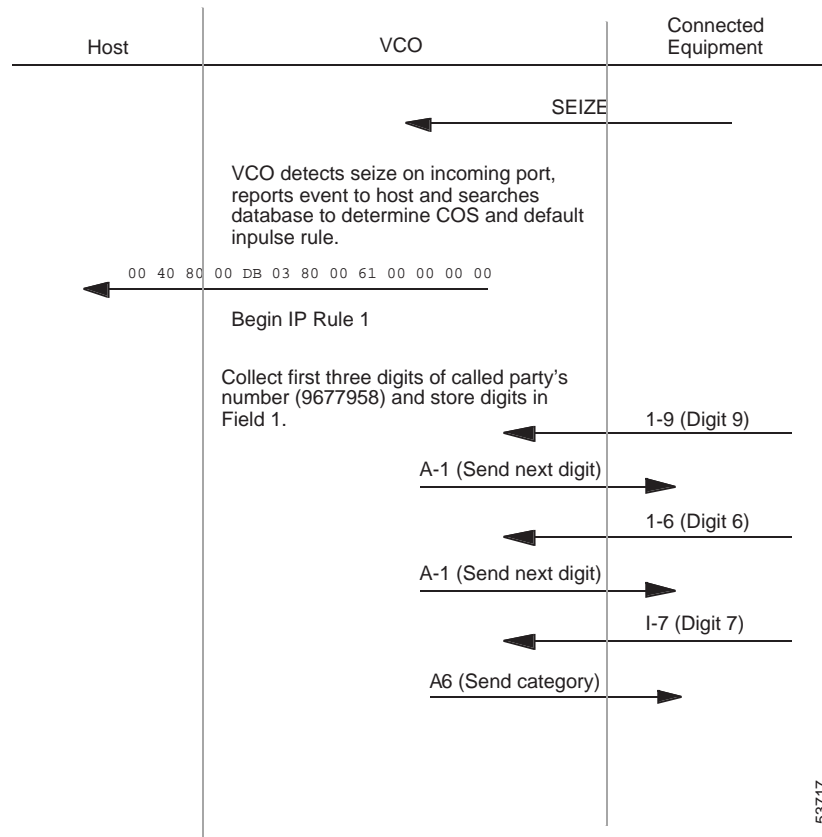 Host
VCO
Connected
Equipment
SEIZE
VCO detects seize on incoming port,
reports event to host and searches
database to determine COS and default
inpulse rule.
00 40 80 00 DB 03 80 00 61 00 00 00 00
Begin IP Rule 1
Collect first three digits of called party's
number (9677958) and store digits in
Field 1.
1-9 (Digit 9)
A-1 (Send next digit)
1-6 (Digit 6)
A-1 (Send next digit)
I-7 (Digit 7)
A6 (Send category)
53717